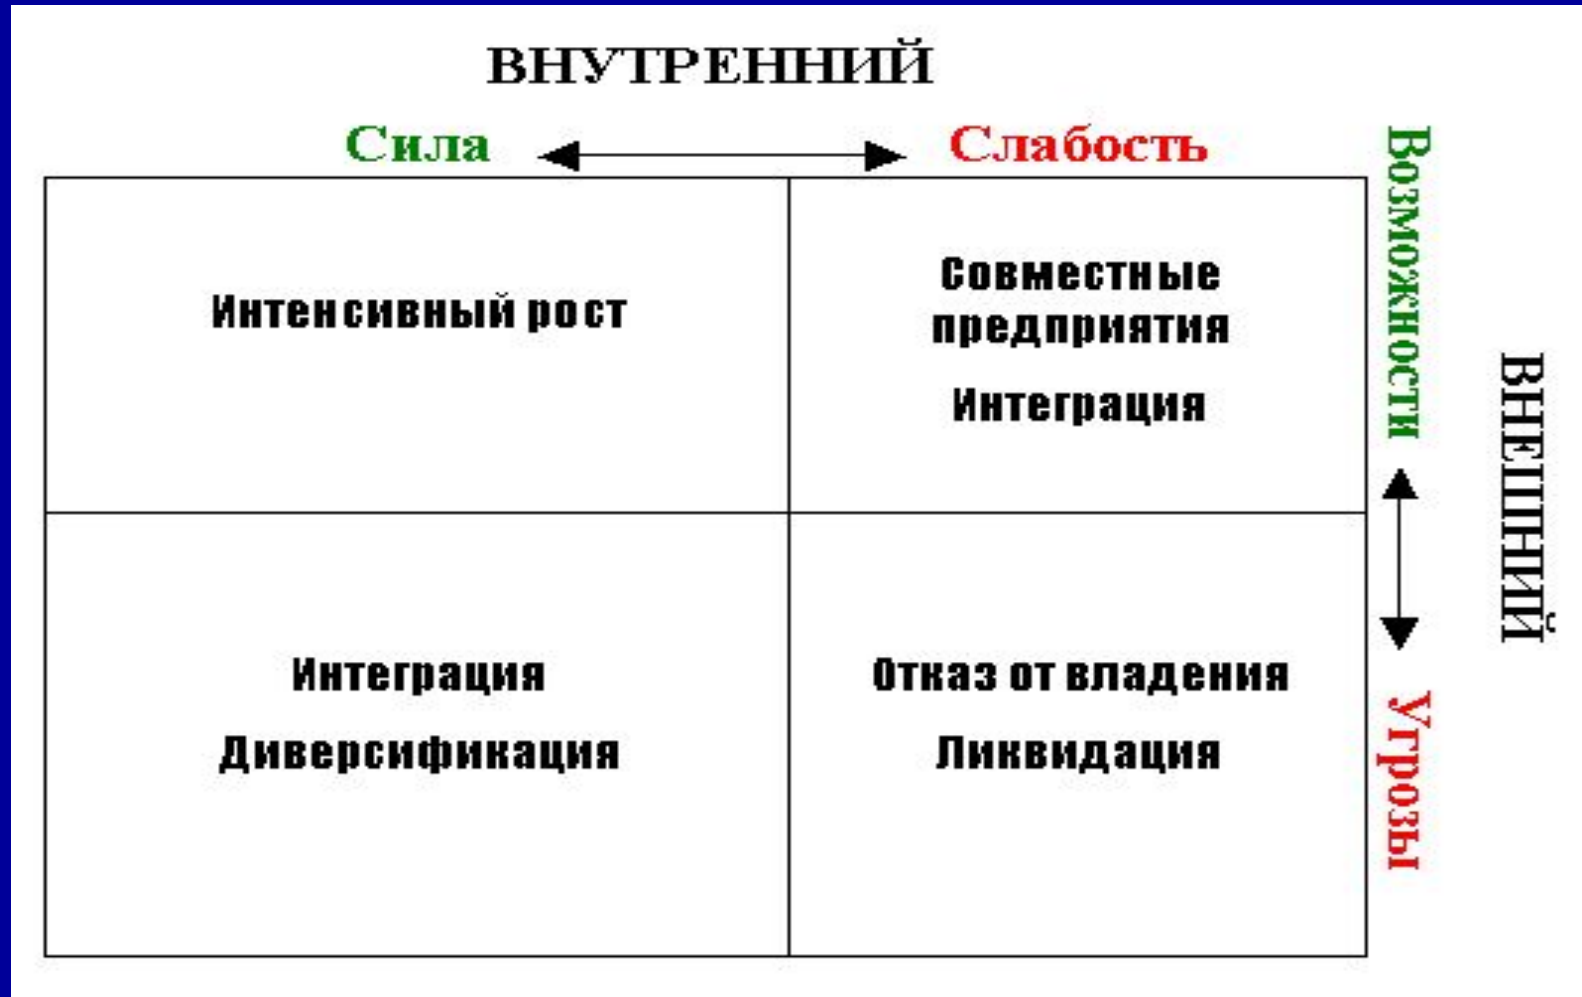 ВНУТРЕННИЙ
Сила
Слабость
Возможности
ВНЕШНИЙ
Угрозы
Интенсивный рост
Совместные
предприятия
Интеграция
Интеграция
Диверсификация
Отказ от владения
Ликвидация